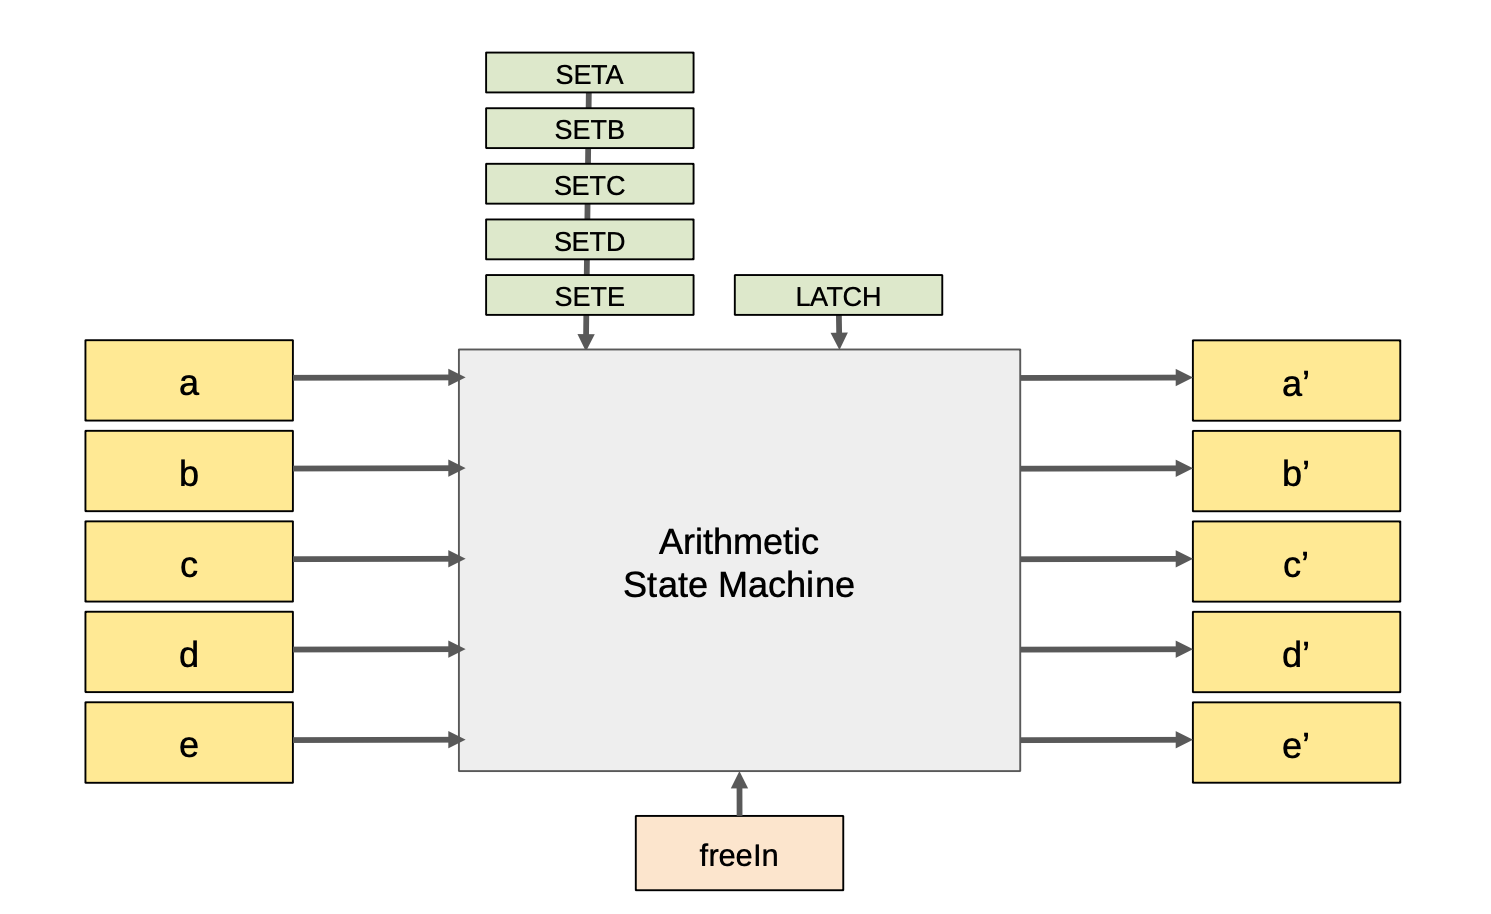 SETA
SETB
SETC
SETD
SETE
LATCH
a
b
c
d
e
Arithmetic
State Machine
a’
b’
c’
d’
e’
freeIn